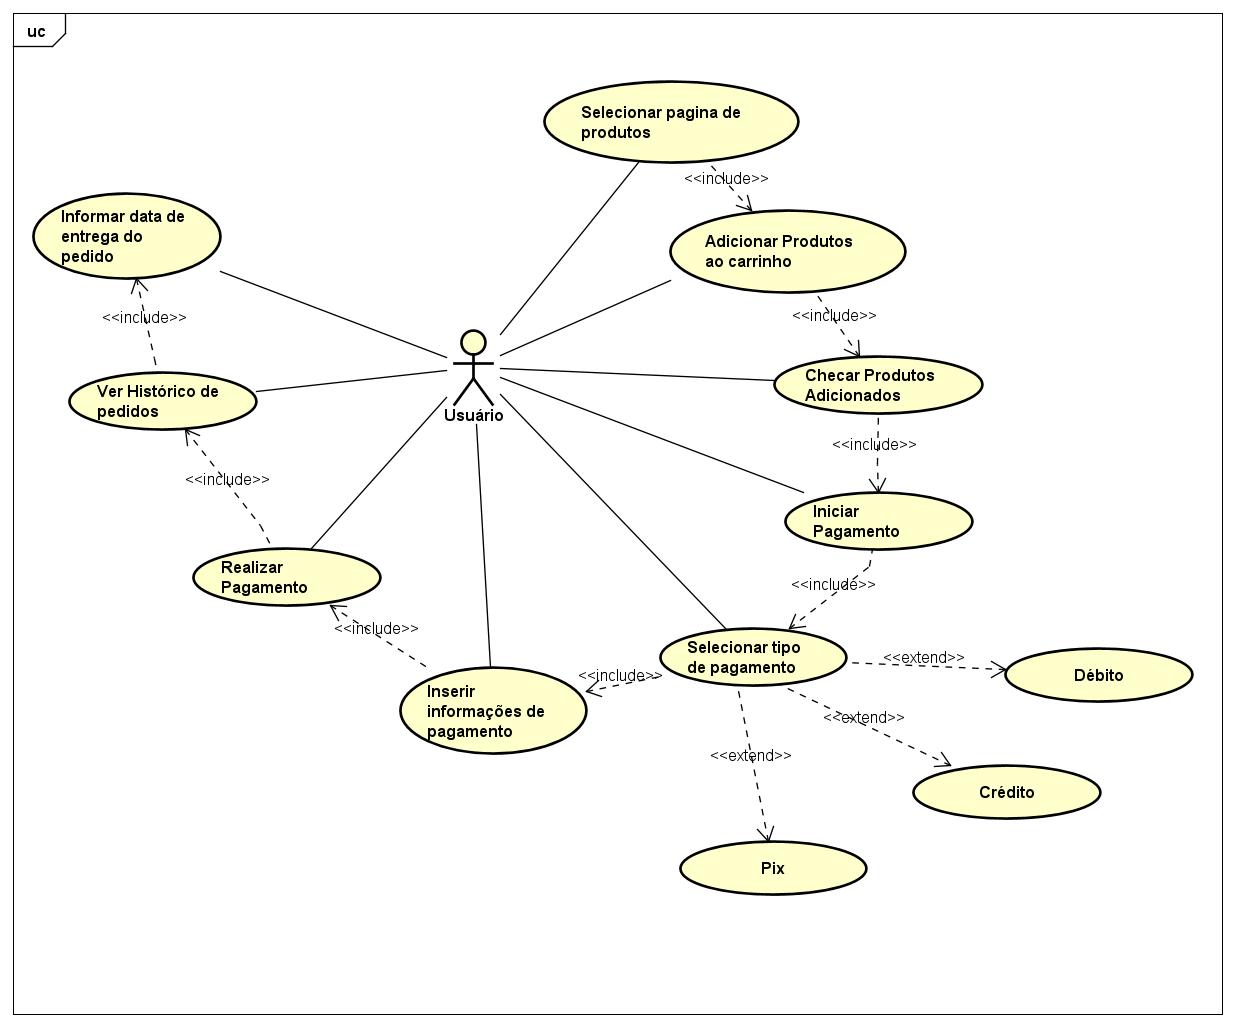 uc
Selecionar pagina de
produtos
<<include>>
Informar data de
entrega do
pedido
Adicionar Produtos
ao carrinho
<<include>>
<<include>>
Checar Produtos
Adicionados
Ver Histórico de
pedidos
Usuário
<<include>>
<<include>>
Iniciar
Pagamento
Realizar
Pagamento
<<include>>
<<include>>
Selecionar tipo
de pagamento
<<extend>>
Débito
<<include>>
Inserir
informações de
pagamento
<<extend>>
<<extend>>
Crédito
Pix